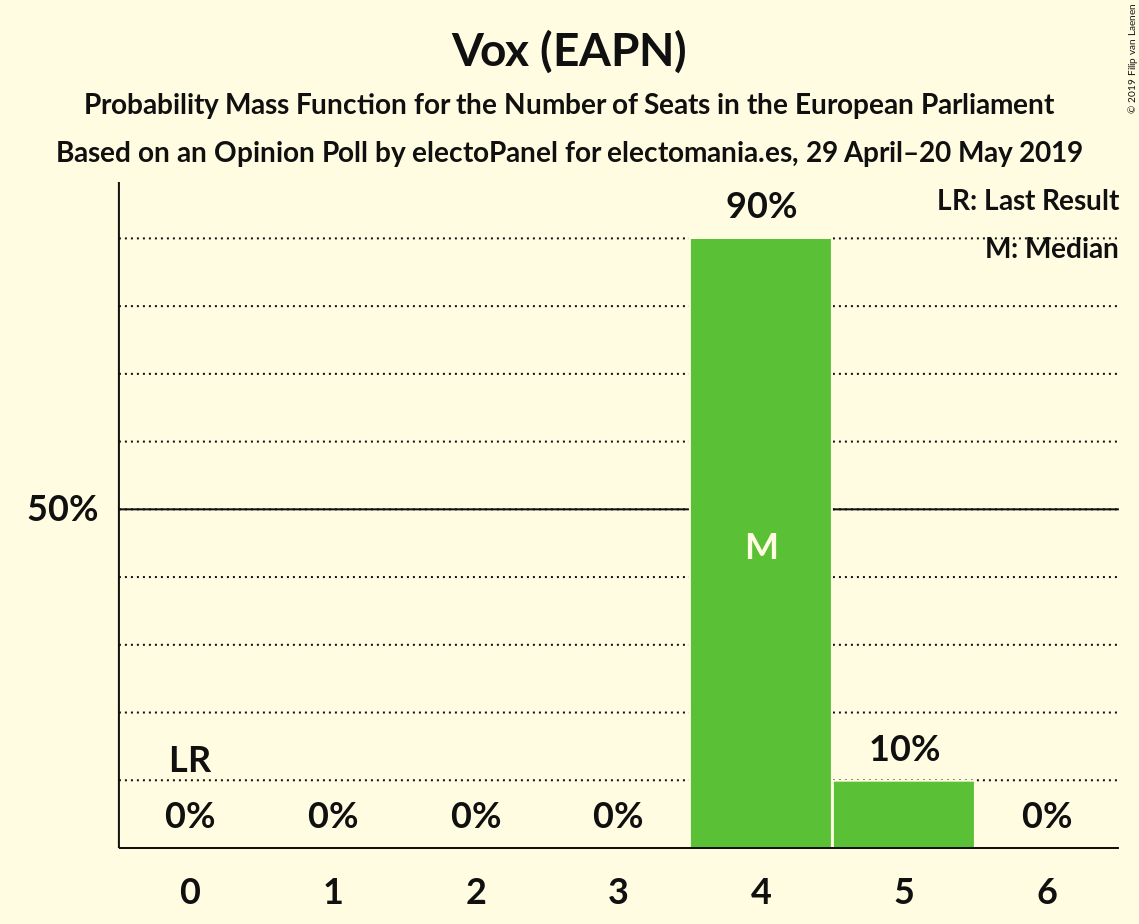 Vox (EAPN)
Probability Mass Function for the Number of Seats in the European Parliament
Based on an Opinion Poll by electoPanel for electomania.es, 29 April–20 May 2019
© 2019 Filip van Laenen
LR: Last Result
M: Median
90%
50%
M
LR
10%
0%
0%
0%
0%
0%
0
1
2
3
4
5
6